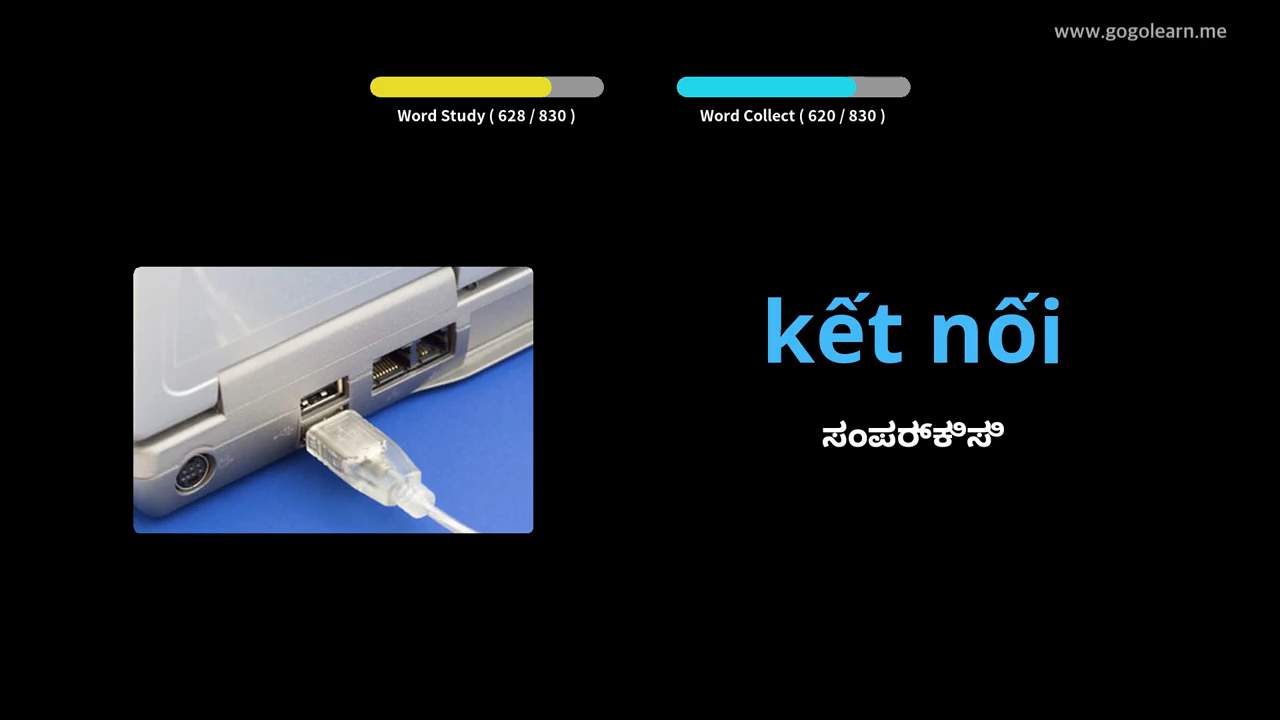 www.gogolearn.me
Word Study ( 628 / 830 )
Word Collect ( 620 / 830 )
kết nối
ಸಂಪರ್ಕಿಸಿ